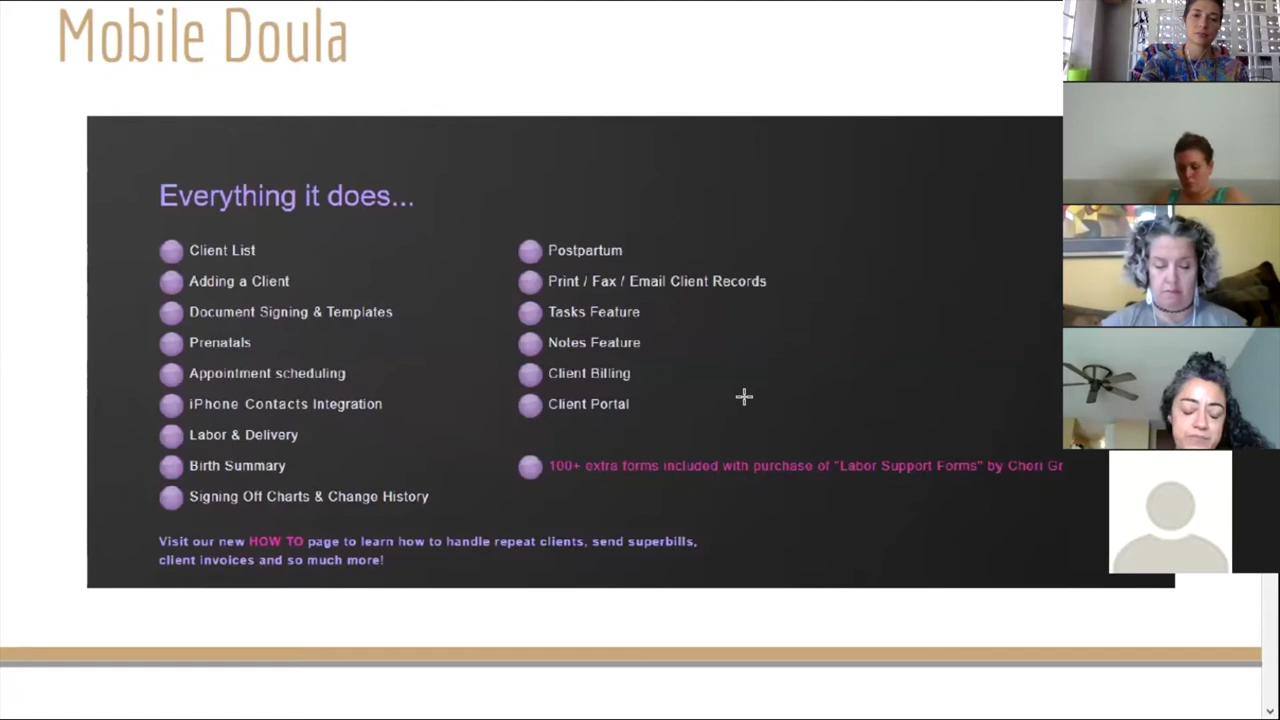 Mobile Doula
Everything it does...
Client List
Adding a Client
Document Signing & Templates
Prenatals
Appointment scheduling
iPhone Contacts Integration
Labor & Delivery
Birth Summary
Signing Off Charts & Change History
Postpartum
Print / Fax / Email Client Records
Tasks Feature
Notes Feature
Client Billing
Client Portal
100+ extra forms included with purchase of "Labor Support Forms" by Cheri
Visit our new HOW TO page to learn how to handle repeat clients, send superbills,
client invoices and so much more!